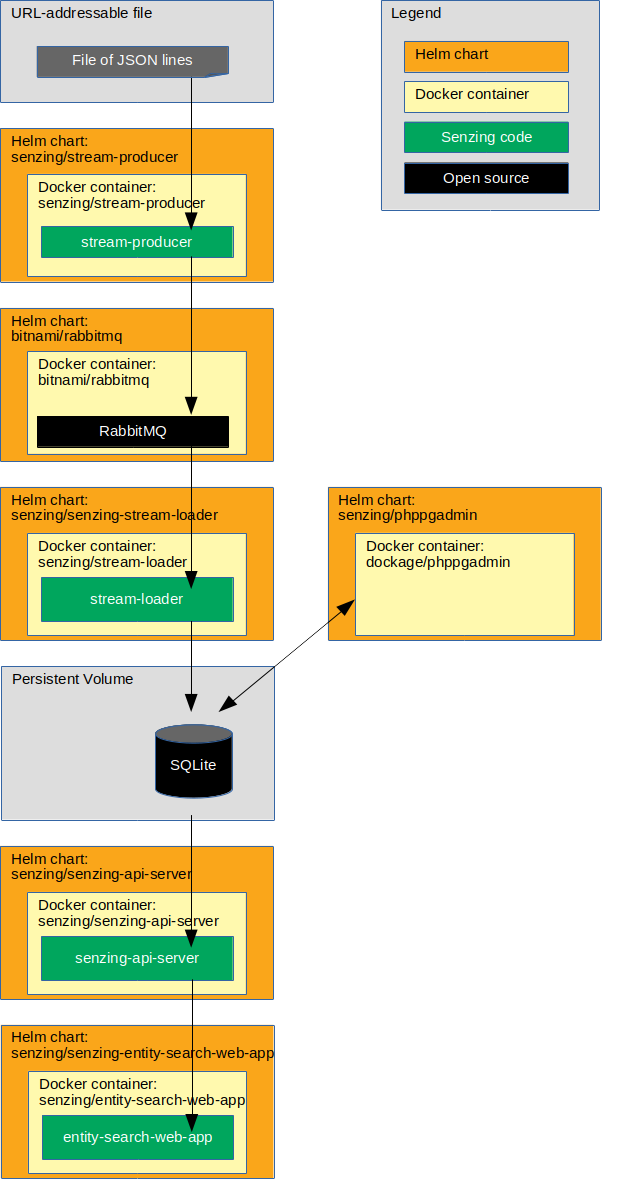 URL-addressable file
File of JSON lines
Helm chart:
senzing/stream-producer
Docker container:
senzing/stream-producer
stream-producer
Helm chart:
bitnami/rabbitmq
Docker container:
bitnami/rabbitmq
RabbitMQ
Helm chart:
senzing/senzing-stream-loader
Docker container:
senzing/stream-loader
stream-loader
Persistent Volume
SQLite
Helm chart:
senzing/senzing-api-server
Docker container:
senzing/senzing-api-server
senzing-api-server
Helm chart:
senzing/senzing-entity-search-web-app
Docker container:
senzing/entity-search-web-app
entity-search-web-app
Legend
Helm chart
Docker container
Senzing code
Open source
Helm chart:
senzing/phppgadmin
Docker container:
dockage/phppgadmin